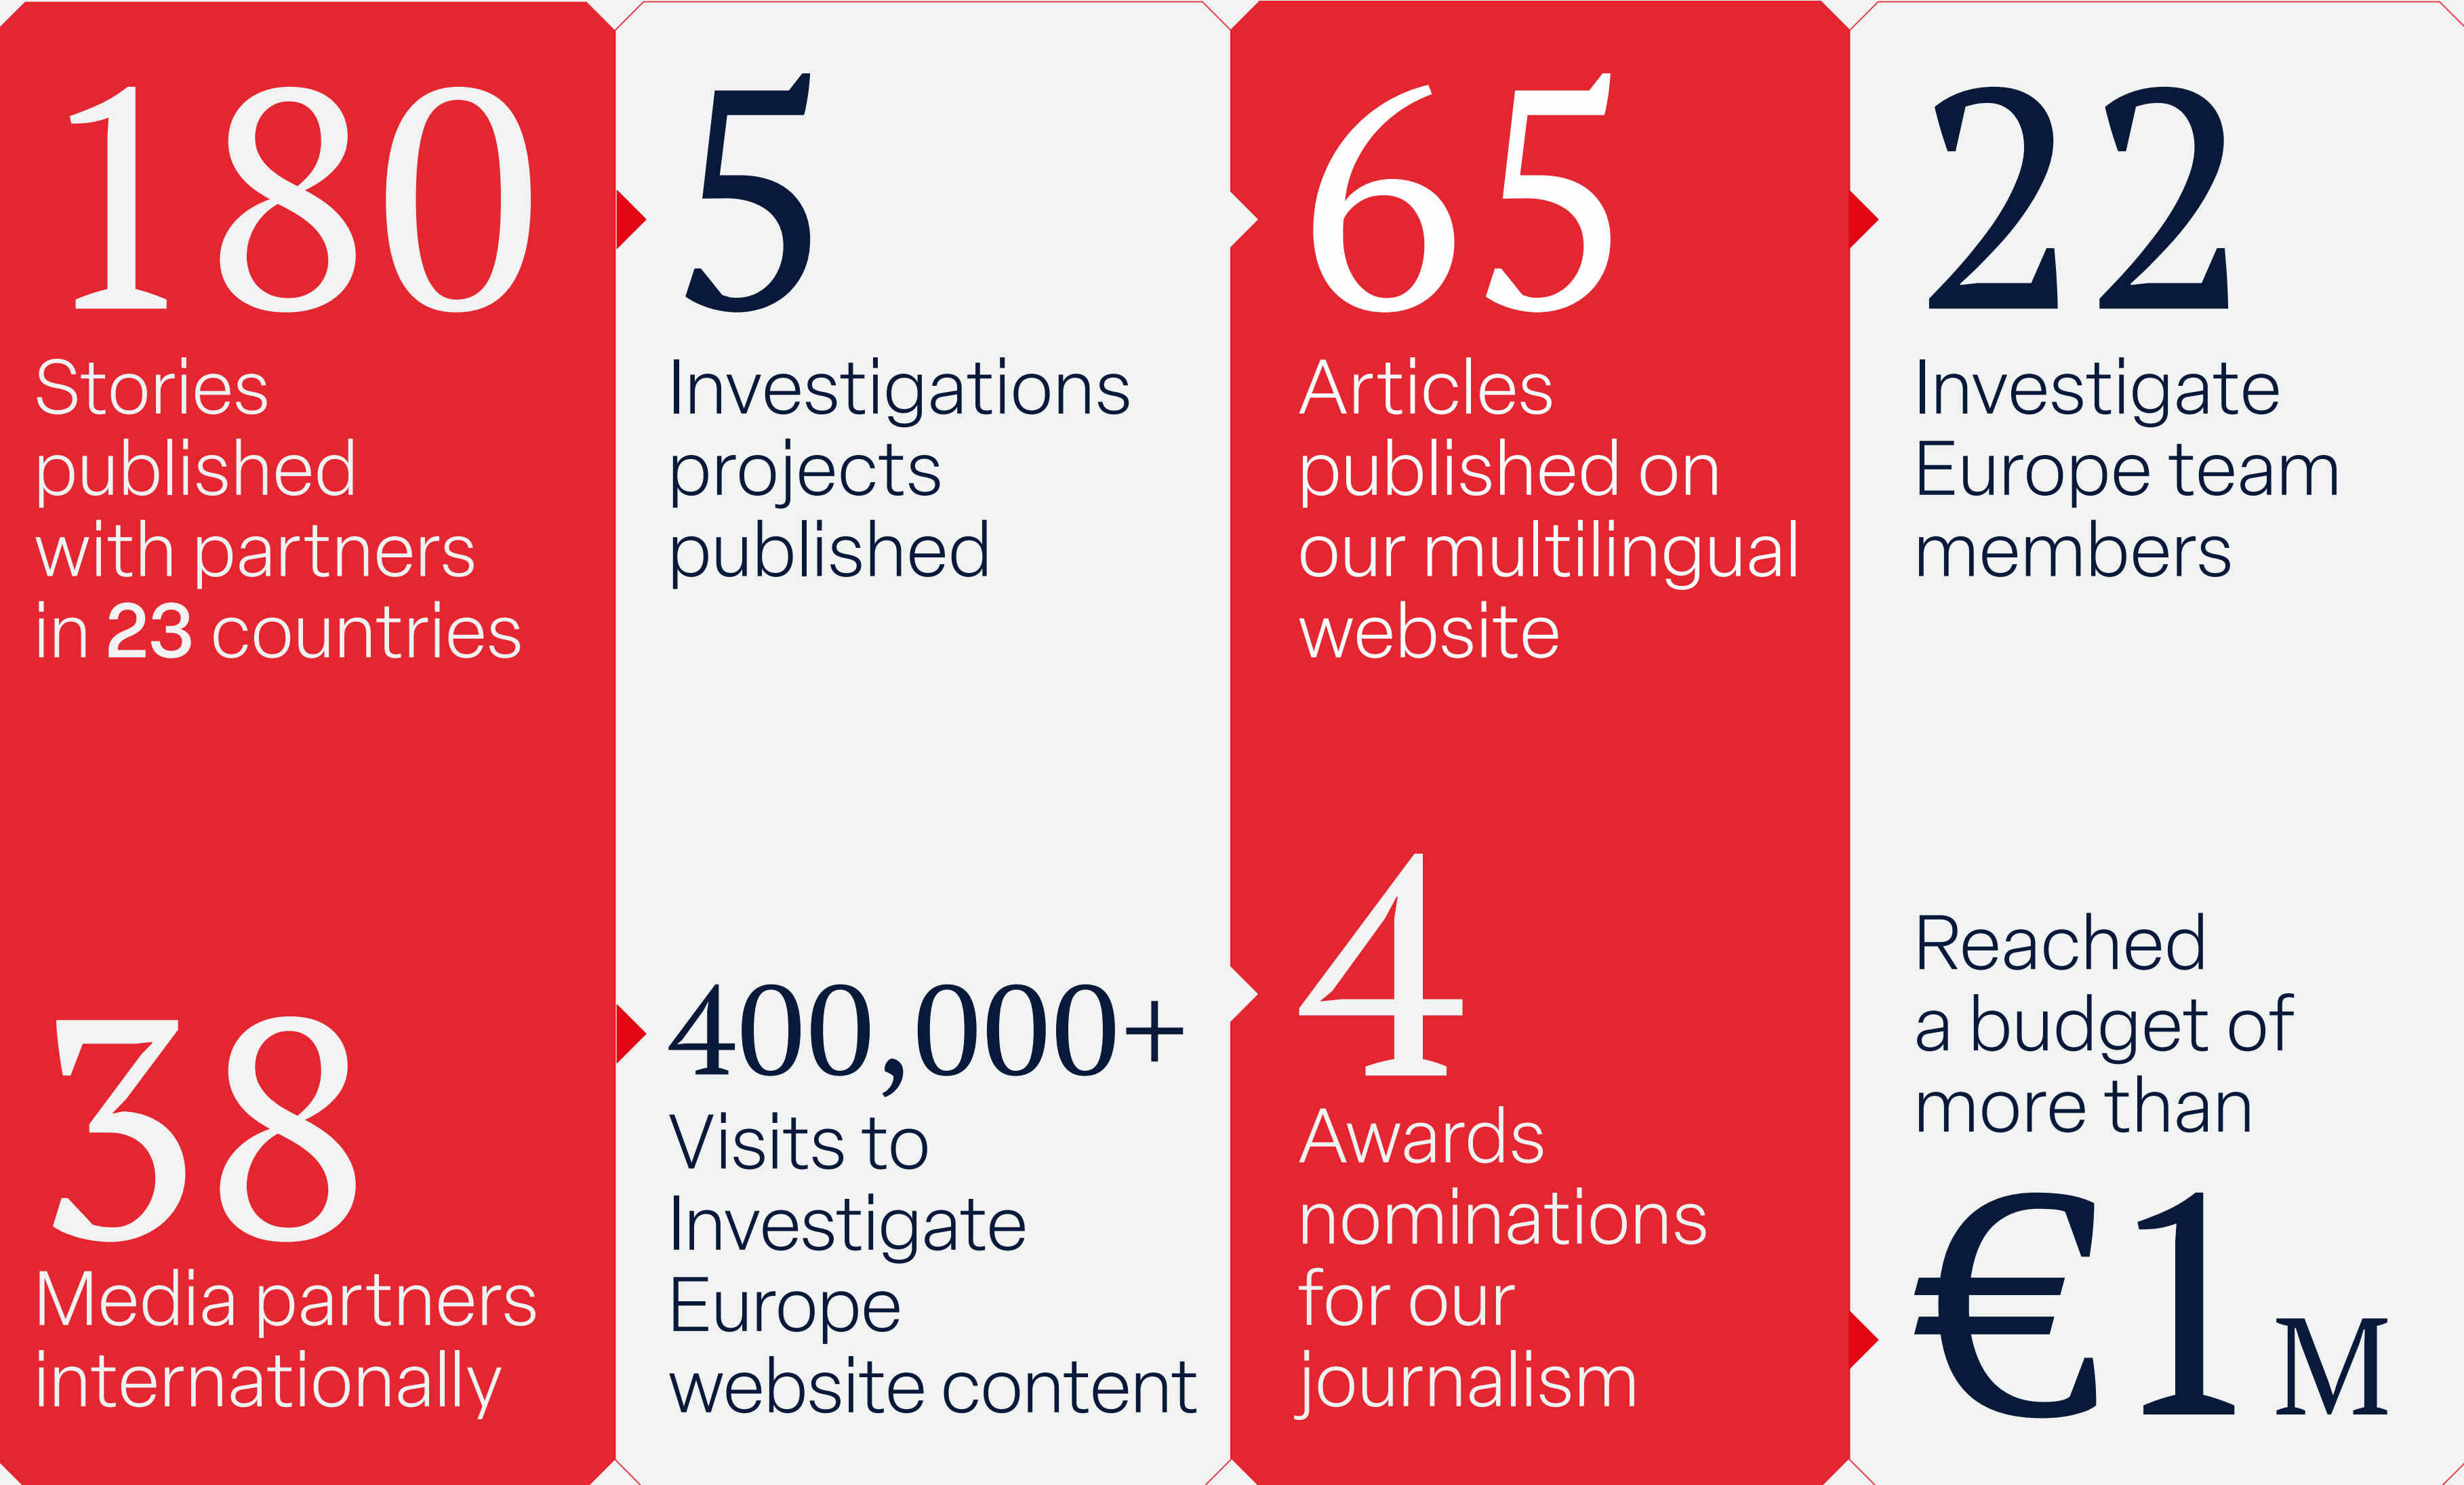 180
Stories
published
with partners
in 23 countries
38
Media partners
internationally
5
Investigations
projects
published
400,000+
Visits to
Investigate
Europe
website content
65
Articles
published on
our multilingual
website
4
Awards
nominations
for our
journalism
22
Investigate
Europe team
members
Reached
a budget of
more than
€1 M